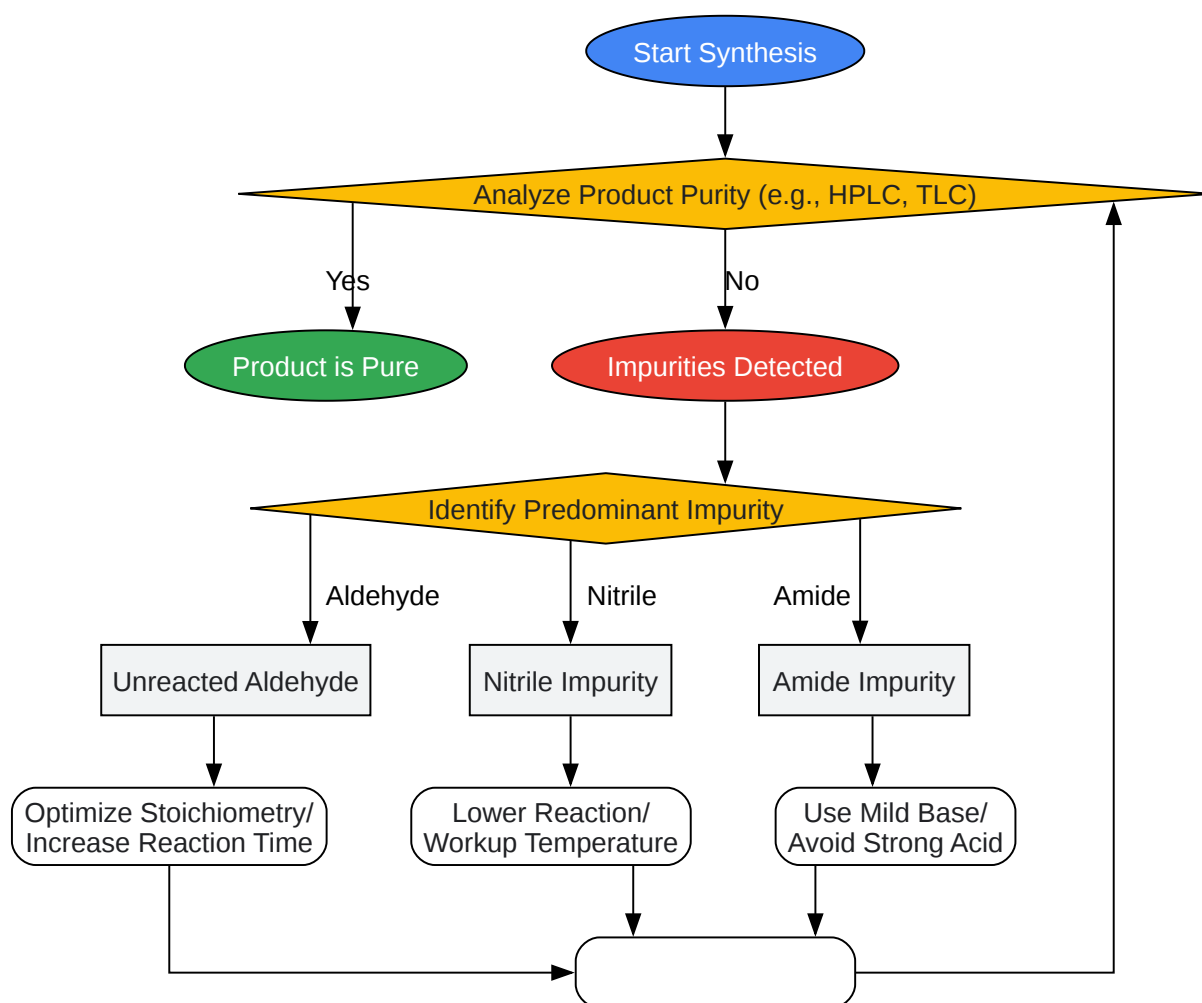 Start Synthesis
Analyze Product Purity (e.g., HPLC, TLC)
Yes
No
Product is Pure
Impurities Detected
Identify Predominant Impurity
Aldehyde
Nitrile
Amide
Unreacted Aldehyde
Nitrile Impurity
Amide Impurity
Optimize Stoichiometry/
Increase Reaction Time
Lower Reaction/
Workup Temperature
Use Mild Base/
Avoid Strong Acid